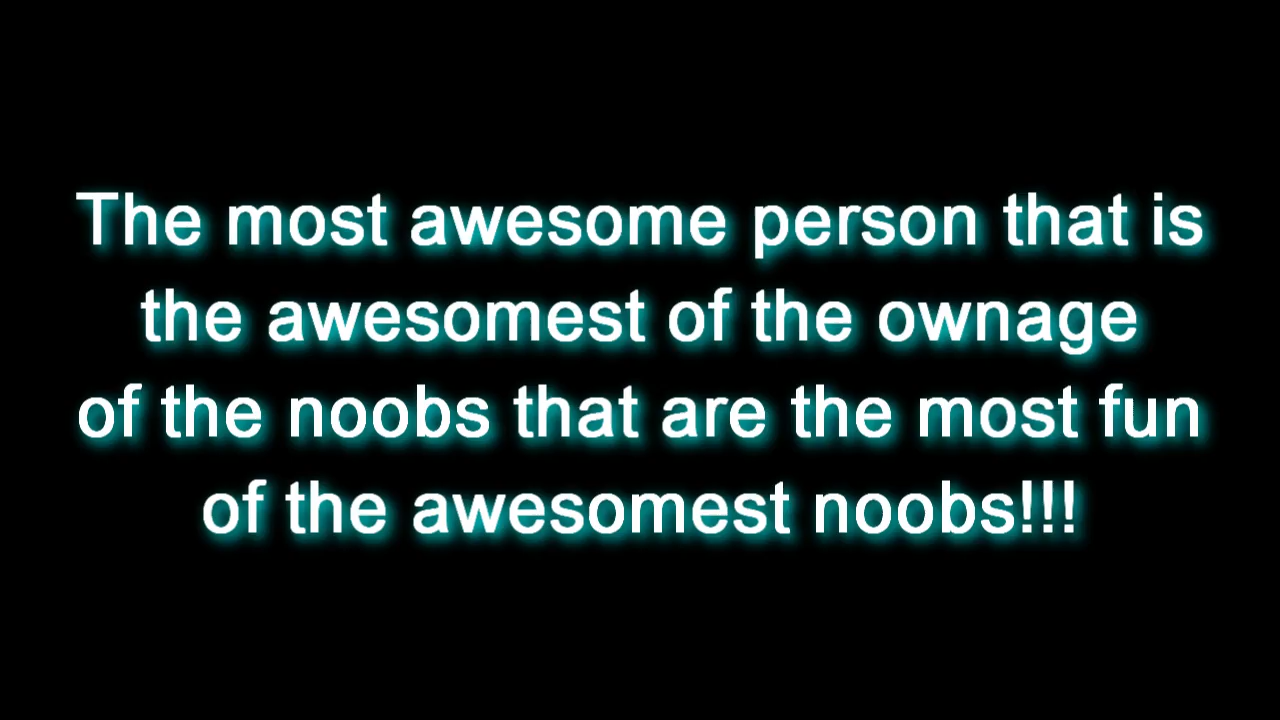 The most awesome person that is
the awesomest of the ownage
of the noobs that are the most fun
of the awesomest noobs!!!